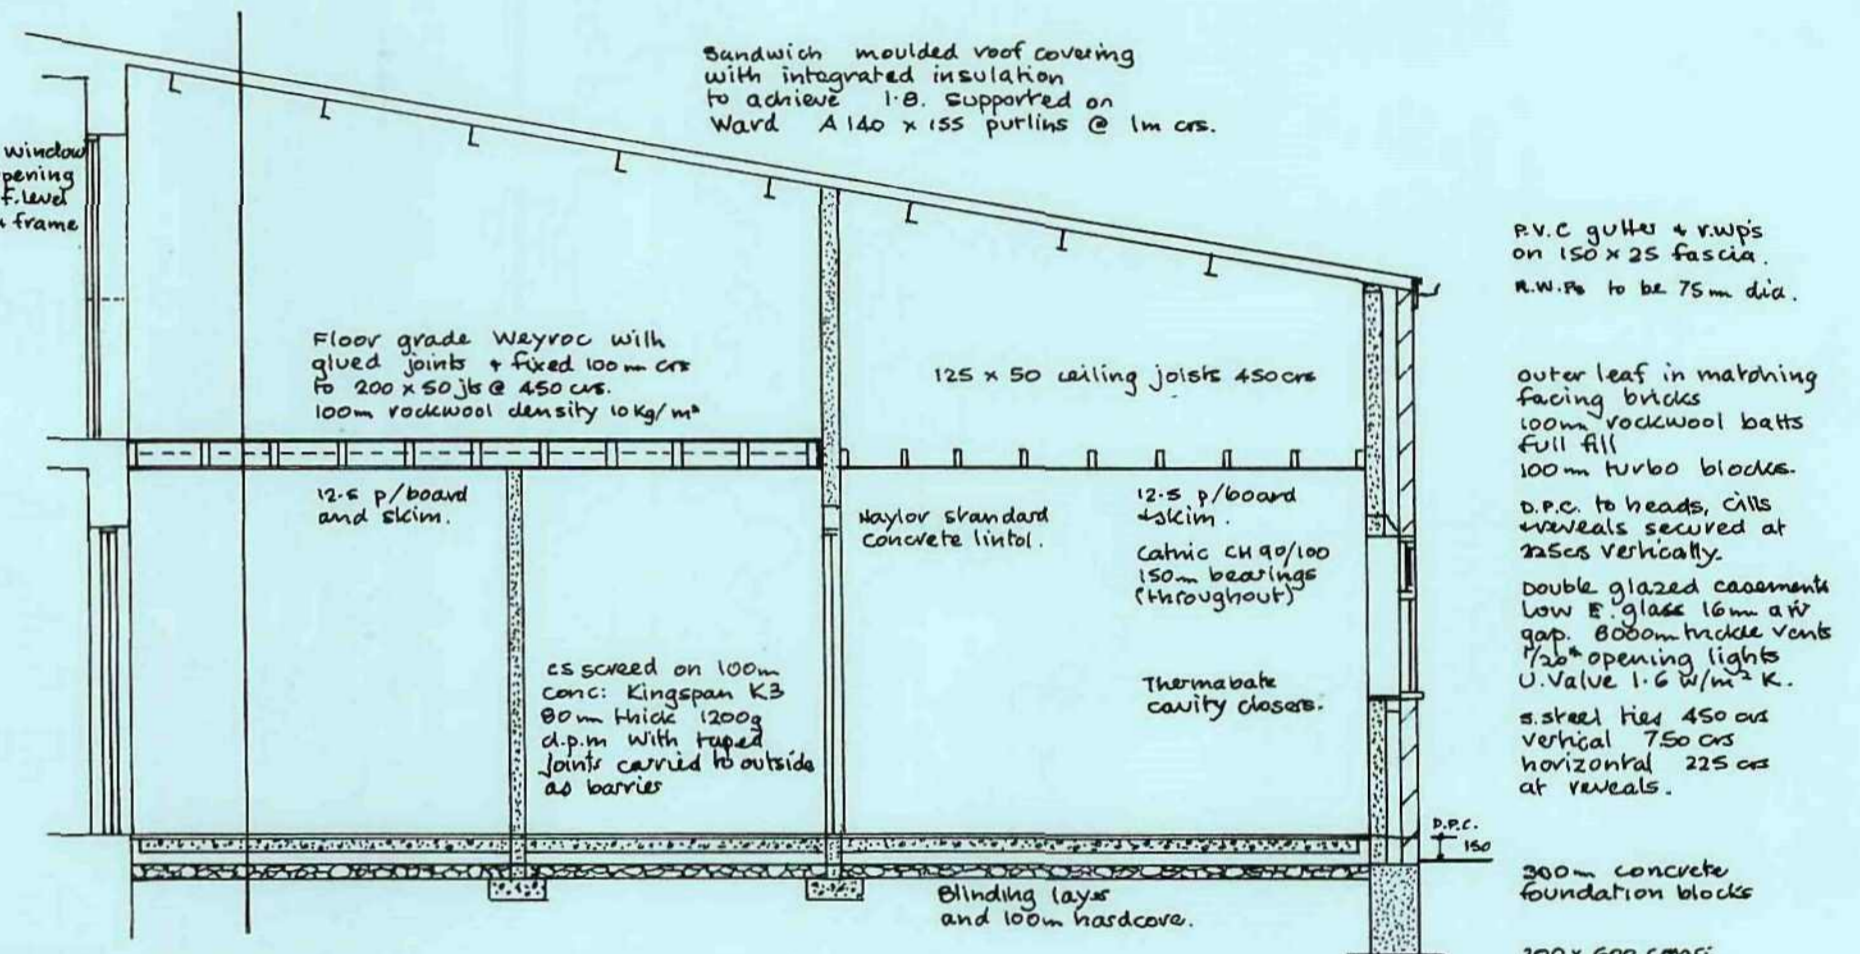 Sandwich moulded roof covering
with integrated insulation
to achieve 1·8. supported on
Ward A140 x 155 purlins @ 1m crs.
window
pening
f.level
frame
P.V.C gutter + r.wp's
on 150 x 25 fascia.
R.W.Ps to be 75mm dia.
Floor grade Weyroc with
glued joints + fixed 100mm crs
to 200 x 50 jts @ 450 crs.
100m rockwool density 10 kg/m³
125 x 50 ceiling joists 450 crs
outer leaf in matching
facing bricks
100mm rockwool batts
full fill
100mm turbo blocks.
12·5 p/board
and skim.
Naylor standard
concrete lintol.
12·5 p/board
+skim.
Catnic CH 90/100
150m bearings
(throughout)
D.P.C. to heads, cills
+reveals secured at
225crs vertically.
Double glazed casements
Low E. glass 16mm air
gap. 8000m trickle vents
1/20th opening lights
U.Value 1·6 W/m² K.
cs screed on 100m
conc: Kingspan K3
80m thick 1200g
d.p.m with taped
joints carried to outside
as barrier
Thermabate
cavity closers.
s.steel ties 450 crs
vertical 750 crs
horizontal 225 crs
at reveals.
D.P.C.
150
Blinding layer
and 100m hardcore.
300m concrete
foundation blocks